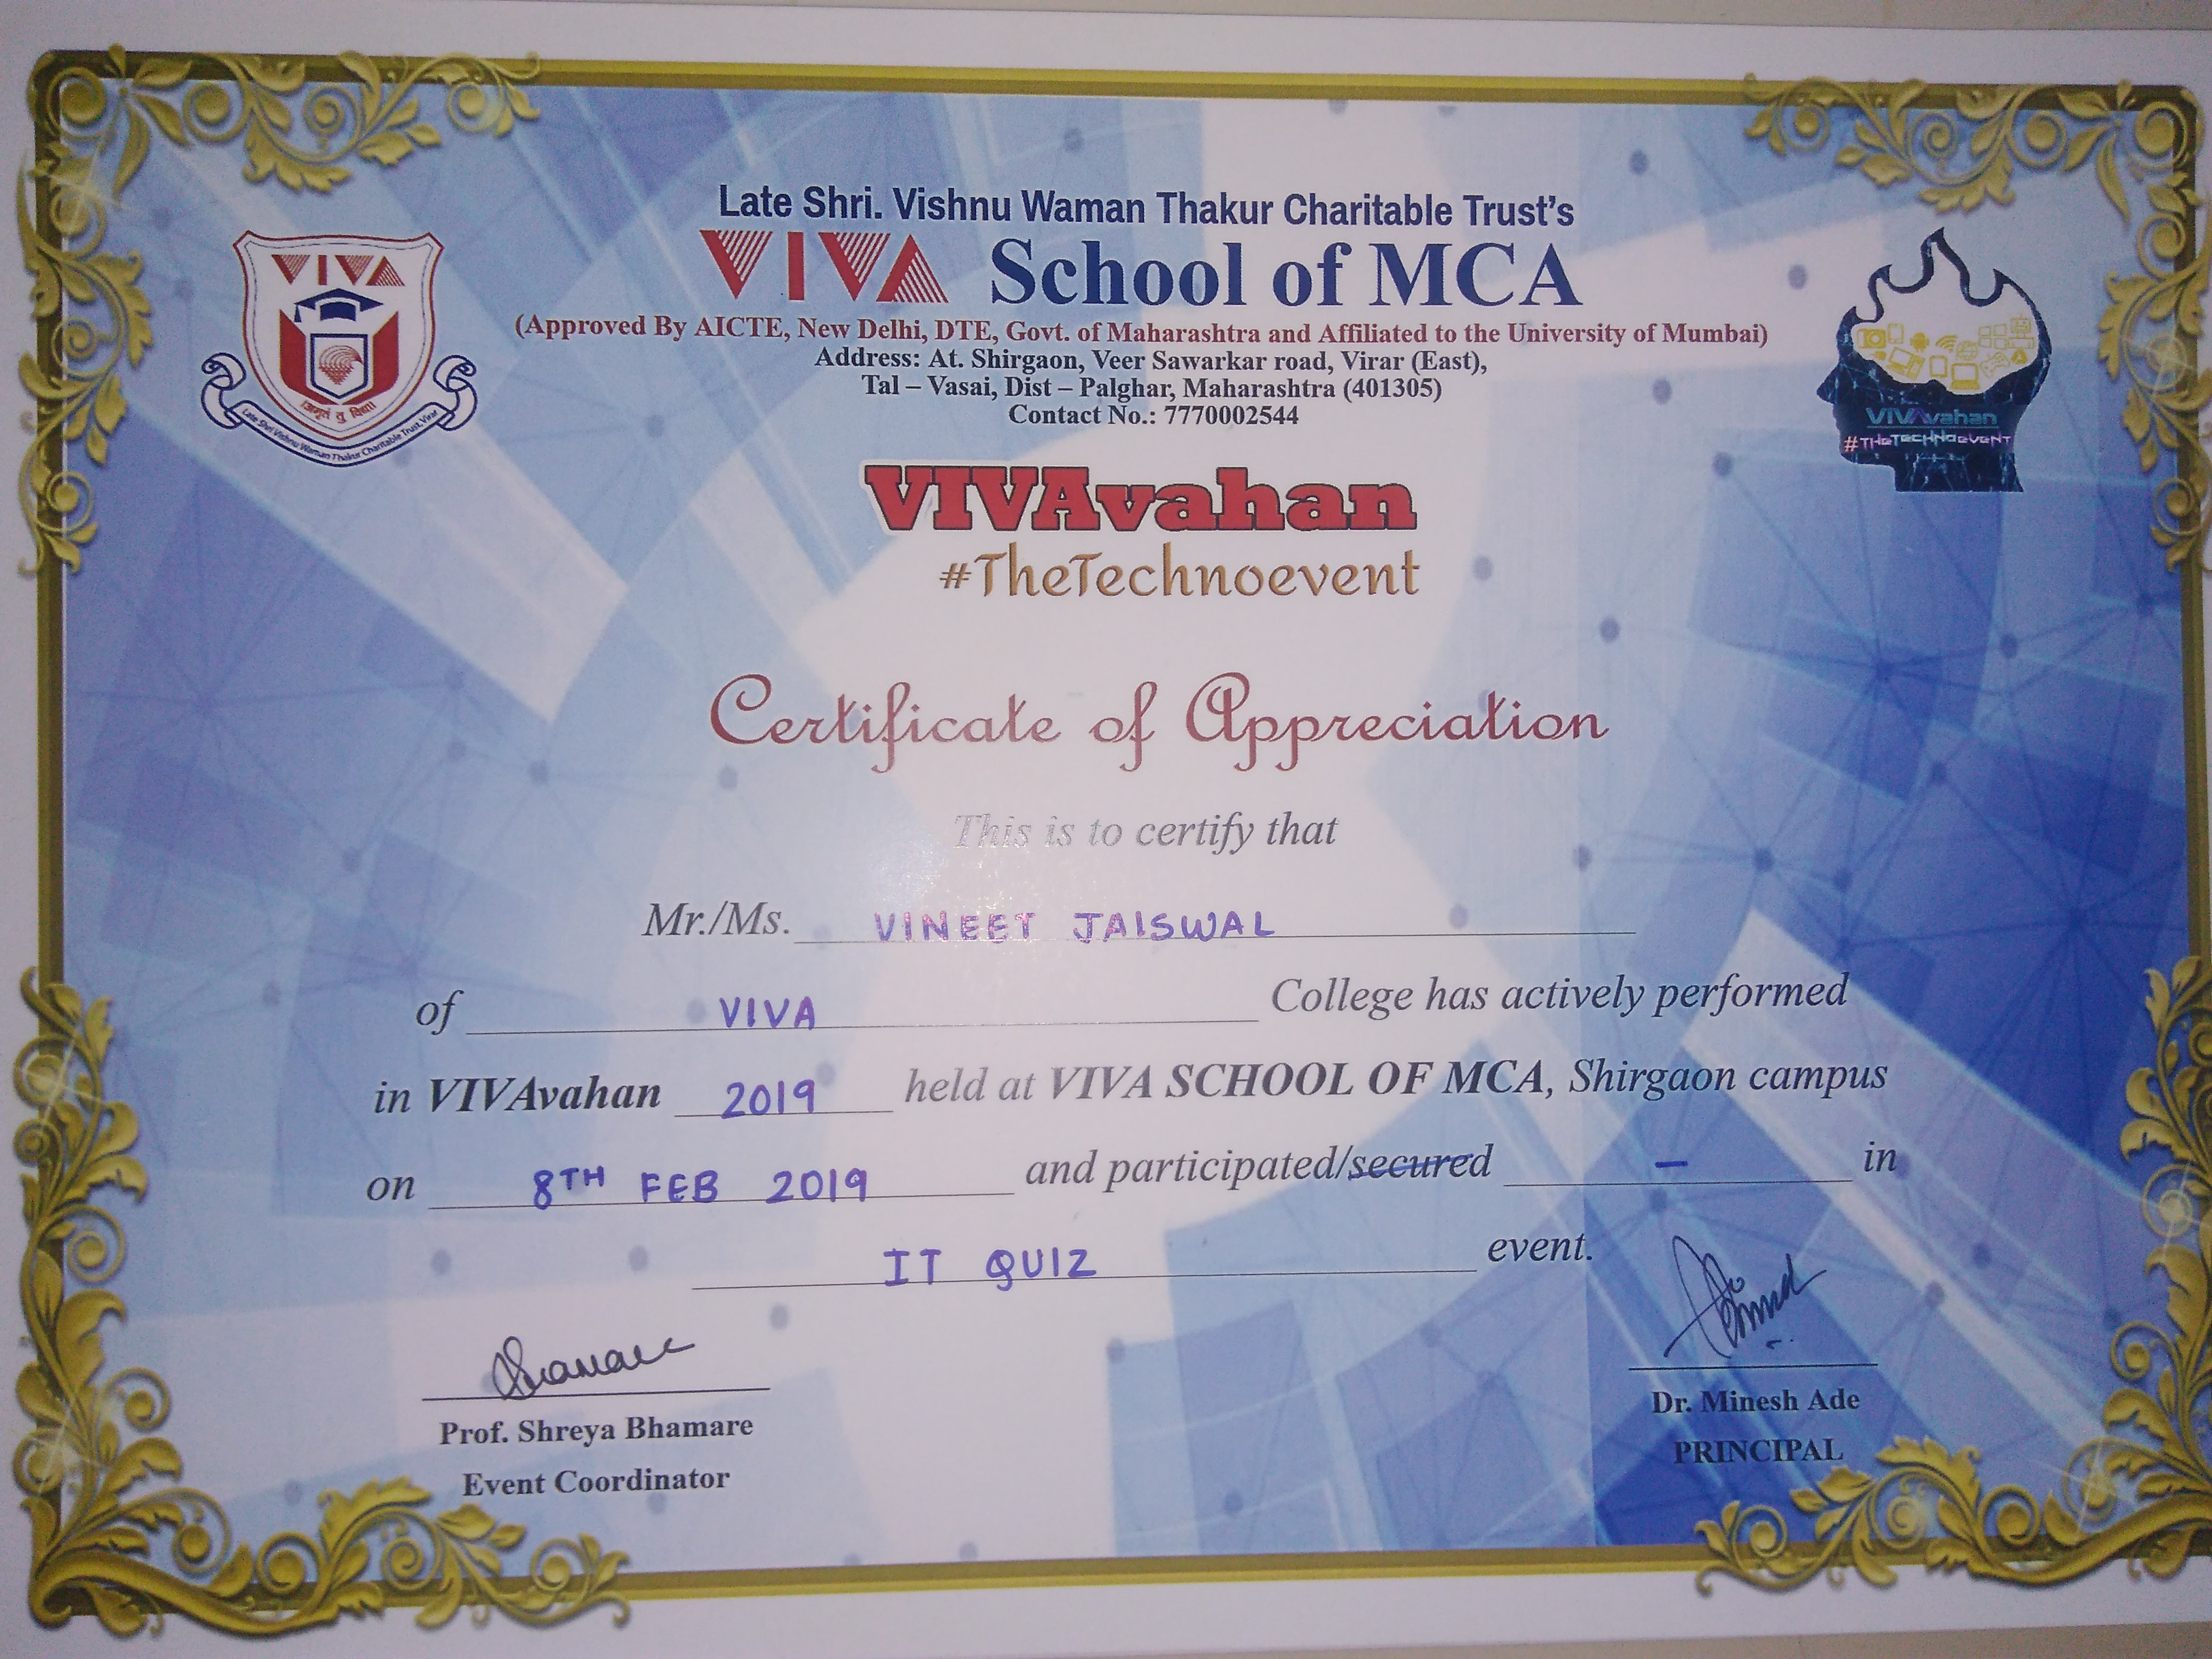 Late Shri. Vishnu Waman Thakur Charitable Trust's
VIVA School of MCA
(Approved By AICTE, New Delhi, DTE, Govt. of Maharashtra and Affiliated to the University of Mumbai)
Address: At. Shirgaon, Veer Sawarkar road, Virar (East),
Tal – Vasai, Dist – Palghar, Maharashtra (401305)
Contact No.: 7770002544
VIVA
।अमृतं तु विद्या।
Late Shri Vishnu Waman Thakur Charitable Trust, Virar
VIVAvahan
#THETECHNOEVENT
VIVAvahan
#TheTechnoevent
Certificate of Appreciation
This is to certify that
Mr./Ms. VINEET JAISWAL
of VIVA College has actively performed
in VIVAvahan 2019 held at VIVA SCHOOL OF MCA, Shirgaon campus
on 8TH FEB 2019 and participated/secured – in
IT QUIZ event.
Prof. Shreya Bhamare
Event Coordinator
Dr. Minesh Ade
PRINCIPAL